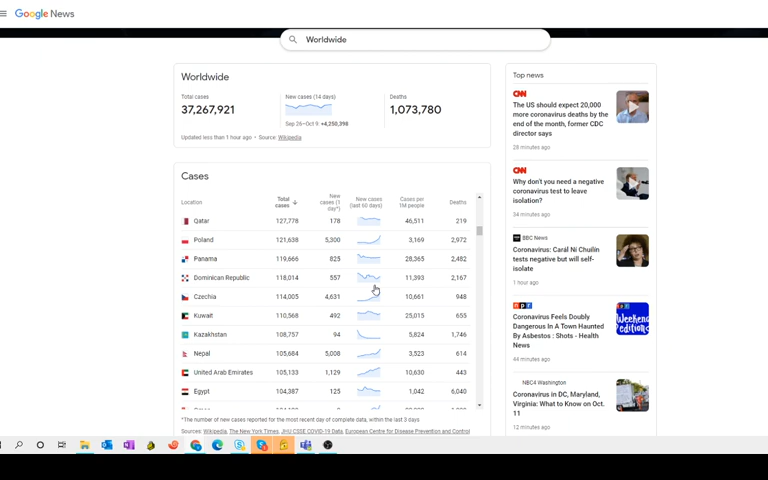 Google News
Worldwide
Worldwide
Total cases
37,267,921
New cases (14 days)
Sep 26–Oct 9: +4,250,398
Deaths
1,073,780
Updated less than 1 hour ago • Source: Wikipedia
Cases
Location
Total cases
New cases (1 day*)
New cases (last 60 days)
Cases per 1M people
Deaths
Qatar 127,778 178 46,511 219
Poland 121,638 5,300 3,169 2,972
Panama 119,666 825 28,365 2,482
Dominican Republic 118,014 557 11,393 2,167
Czechia 114,005 4,631 10,661 948
Kuwait 110,568 492 25,015 655
Kazakhstan 108,757 94 5,824 1,746
Nepal 105,684 5,008 3,523 614
United Arab Emirates 105,133 1,129 10,630 443
Egypt 104,387 125 1,042 6,040
*The number of new cases reported for the most recent day of complete data, within the last 3 days
Sources: Wikipedia, The New York Times, JHU CSSE COVID-19 Data, European Centre for Disease Prevention and Control
Top news
CNN
The US should expect 20,000
more coronavirus deaths by the
end of the month, former CDC
director says
28 minutes ago
CNN
Why don't you need a negative
coronavirus test to leave
isolation?
34 minutes ago
BBC News
Coronavirus: Carál Ní Chuilín
tests negative but will self-
isolate
1 hour ago
npr
Coronavirus Feels Doubly
Dangerous In A Town Haunted
By Asbestos : Shots - Health
News
44 minutes ago
Weekend
edition
NBC4 Washington
Coronavirus in DC, Maryland,
Virginia: What to Know on Oct.
11
12 minutes ago